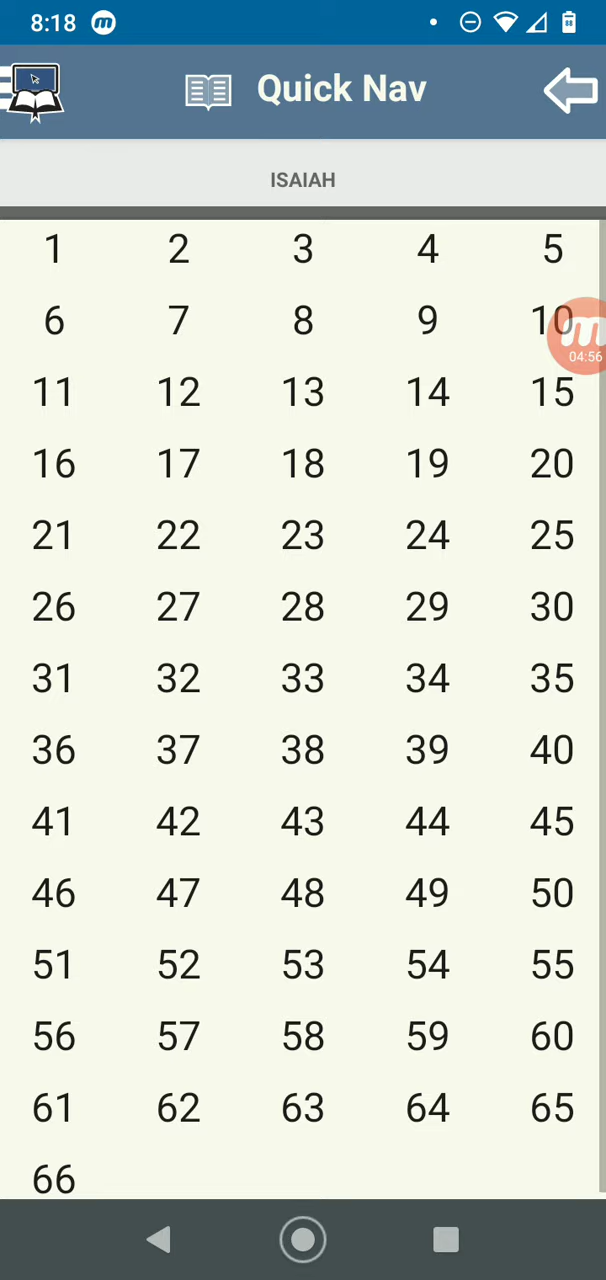 8:18 m
88
Quick Nav
ISAIAH
1 2 3 4 5
6 7 8 9 10
m
04:56
11 12 13 14 15
16 17 18 19 20
21 22 23 24 25
26 27 28 29 30
31 32 33 34 35
36 37 38 39 40
41 42 43 44 45
46 47 48 49 50
51 52 53 54 55
56 57 58 59 60
61 62 63 64 65
66